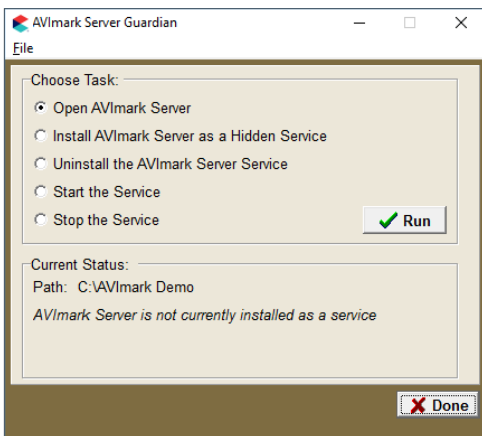 AVImark Server Guardian
File
Choose Task:
Open AVImark Server
Install AVImark Server as a Hidden Service
Uninstall the AVImark Server Service
Start the Service
Stop the Service
Run
Current Status:
Path: C:\AVImark Demo
AVImark Server is not currently installed as a service
Done